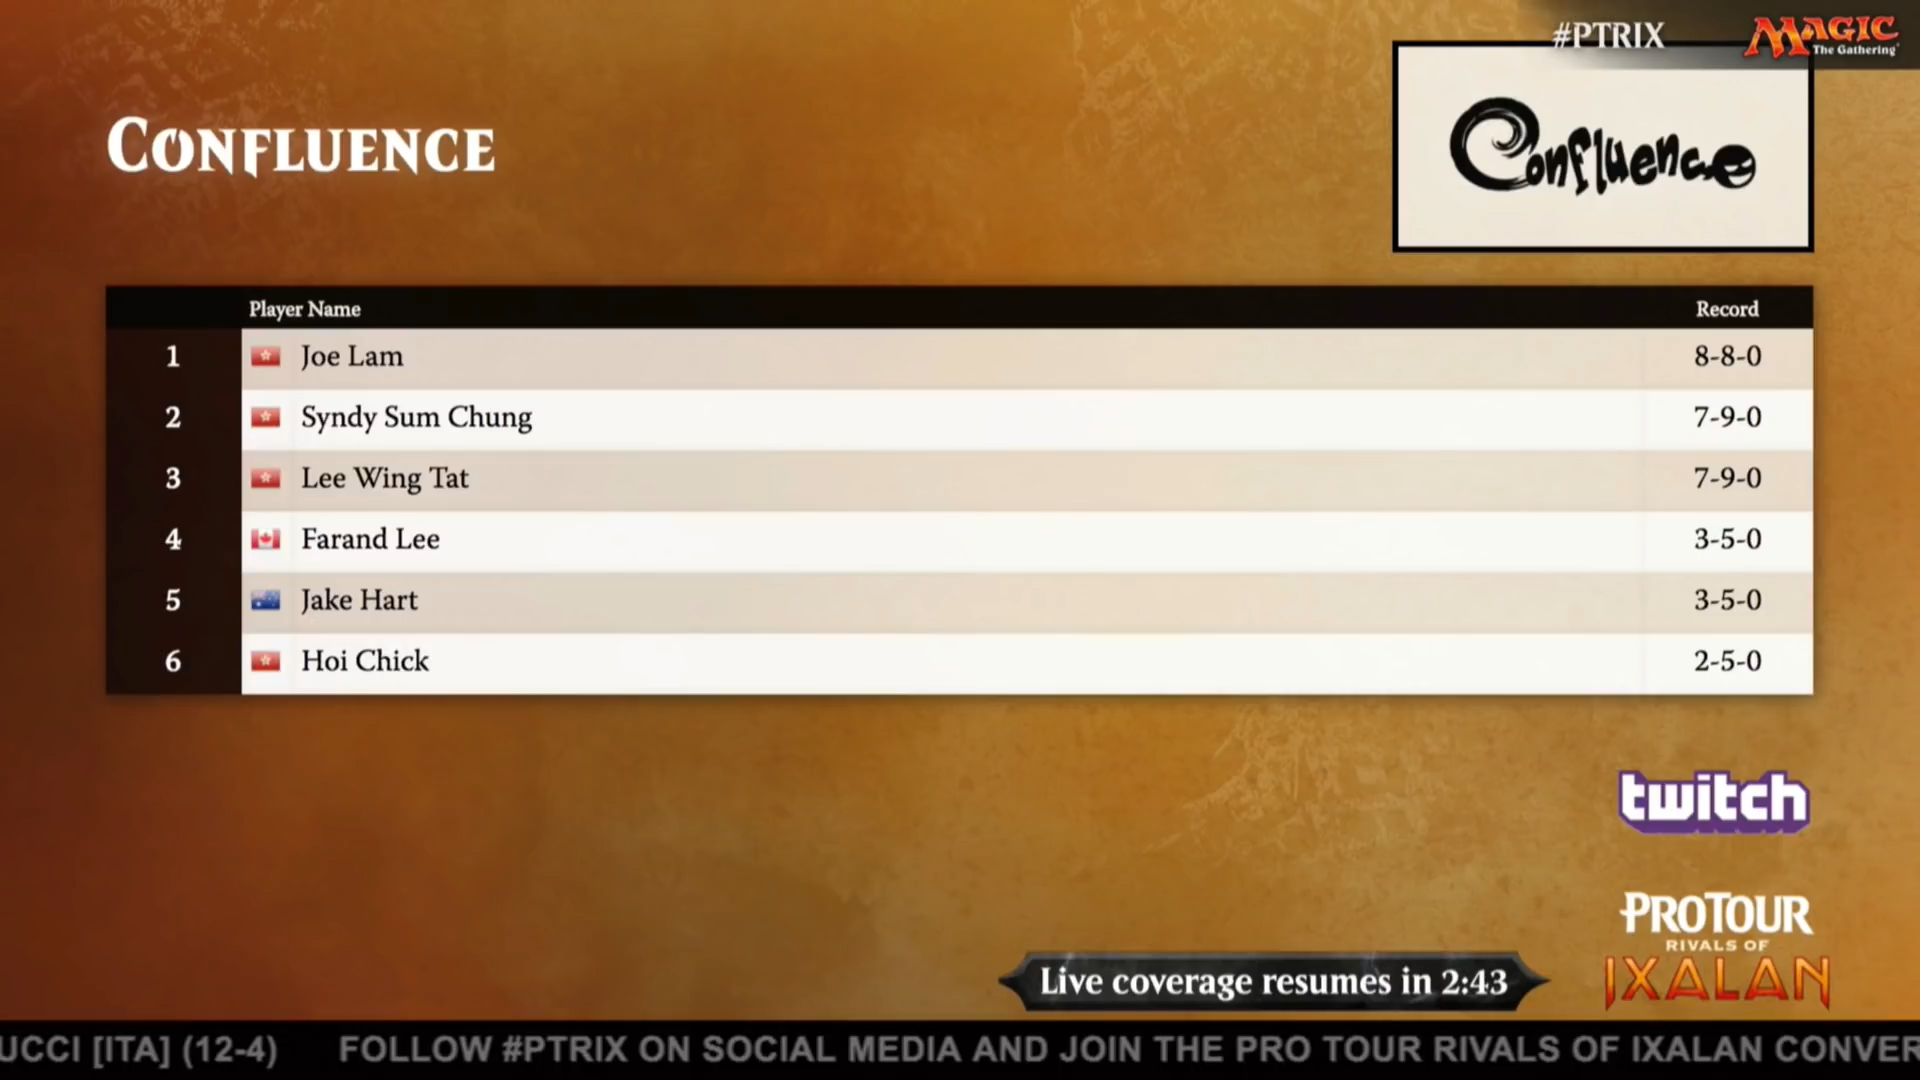 #PTRIX
MAGIC
The Gathering
CONFLUENCE
Confluence
Player Name Record
1 Joe Lam 8-8-0
2 Syndy Sum Chung 7-9-0
3 Lee Wing Tat 7-9-0
4 Farand Lee 3-5-0
5 Jake Hart 3-5-0
6 Hoi Chick 2-5-0
twitch
PRO TOUR
RIVALS OF
IXALAN
Live coverage resumes in 2:43
UCCI [ITA] (12-4) FOLLOW #PTRIX ON SOCIAL MEDIA AND JOIN THE PRO TOUR RIVALS OF IXALAN CONVER